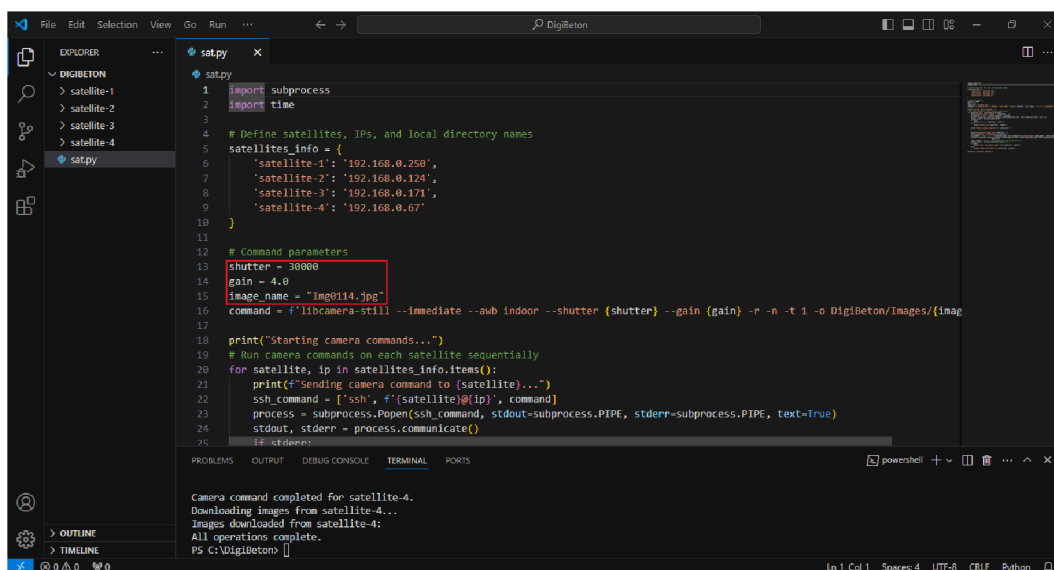 File Edit Selection View Go Run ···
DigiBeton
EXPLORER ···
DIGIBETON
satellite-1
satellite-2
satellite-3
satellite-4
sat.py
OUTLINE
TIMELINE
sat.py
sat.py
1 import subprocess
2 import time
3
4 # Define satellites, IPs, and local directory names
5 satellites_info = {
6 'satellite-1': '192.168.0.250',
7 'satellite-2': '192.168.0.124',
8 'satellite-3': '192.168.0.171',
9 'satellite-4': '192.168.0.67'
10 }
11
12 # Command parameters
13 shutter = 30000
14 gain = 4.0
15 image_name = "Img0114.jpg"
16 command = f'libcamera-still --immediate --awb indoor --shutter {shutter} --gain {gain} -r -n -t 1 -o DigiBeton/Images/{imag
17
18 print("Starting camera commands...")
19 # Run camera commands on each satellite sequentially
20 for satellite, ip in satellites_info.items():
21 print(f"Sending camera command to {satellite}...")
22 ssh_command = ['ssh', f'{satellite}@{ip}', command]
23 process = subprocess.Popen(ssh_command, stdout=subprocess.PIPE, stderr=subprocess.PIPE, text=True)
24 stdout, stderr = process.communicate()
25 if stderr:
PROBLEMS OUTPUT DEBUG CONSOLE TERMINAL PORTS
powershell
Camera command completed for satellite-4.
Downloading images from satellite-4...
Images downloaded from satellite-4:
All operations complete.
PS C:\DigiBeton>
0 0 0 Ln 1, Col 1 Spaces: 4 UTF-8 CRLF Python